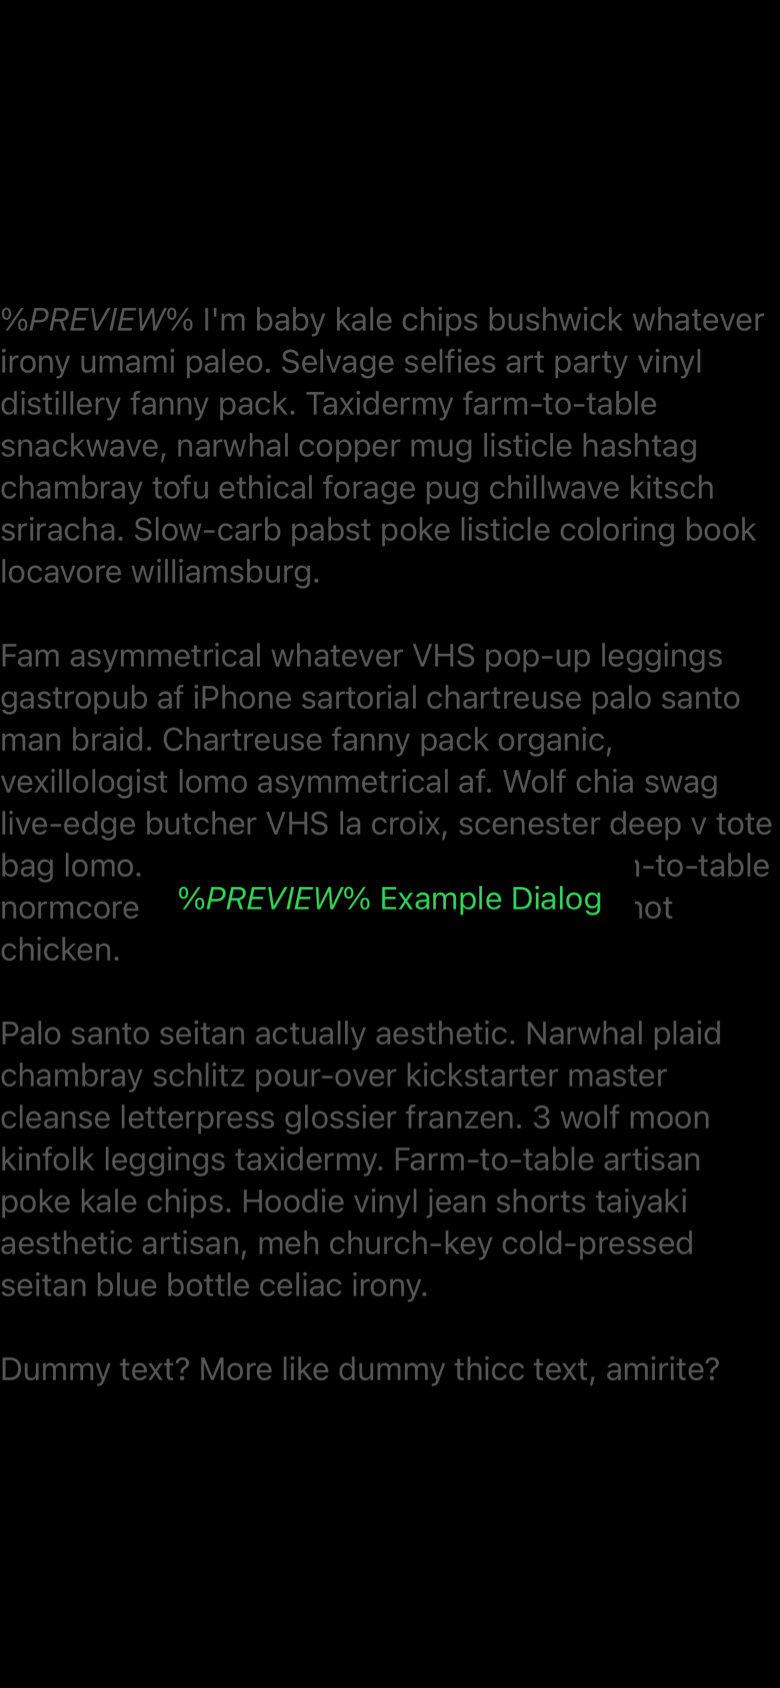 %PREVIEW% I'm baby kale chips bushwick whatever
irony umami paleo. Selvage selfies art party vinyl
distillery fanny pack. Taxidermy farm-to-table
snackwave, narwhal copper mug listicle hashtag
chambray tofu ethical forage pug chillwave kitsch
sriracha. Slow-carb pabst poke listicle coloring book
locavore williamsburg.
Fam asymmetrical whatever VHS pop-up leggings
gastropub af iPhone sartorial chartreuse palo santo
man braid. Chartreuse fanny pack organic,
vexillologist lomo asymmetrical af. Wolf chia swag
live-edge butcher VHS la croix, scenester deep v tote
bag lomo. -to-table
%PREVIEW% Example Dialog
normcore
chicken.
Palo santo seitan actually aesthetic. Narwhal plaid
chambray schlitz pour-over kickstarter master
cleanse letterpress glossier franzen. 3 wolf moon
kinfolk leggings taxidermy. Farm-to-table artisan
poke kale chips. Hoodie vinyl jean shorts taiyaki
aesthetic artisan, meh church-key cold-pressed
seitan blue bottle celiac irony.
Dummy text? More like dummy thicc text, amirite?